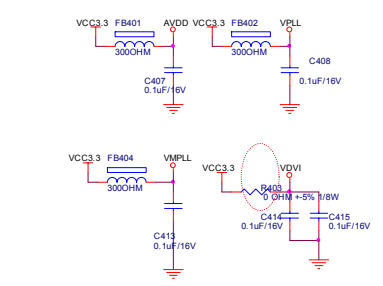 VCC3.3 FB401 AVDD VCC3.3 FB402 VPLL
300OHM 300OHM
C407
0.1uF/16V
C408
0.1uF/16V
VCC3.3 FB404 VMPLL
300OHM
C413
0.1uF/16V
VCC3.3 VDVI
R403
0 OHM +-5% 1/8W
C414 C415
0.1uF/16V 0.1uF/16V